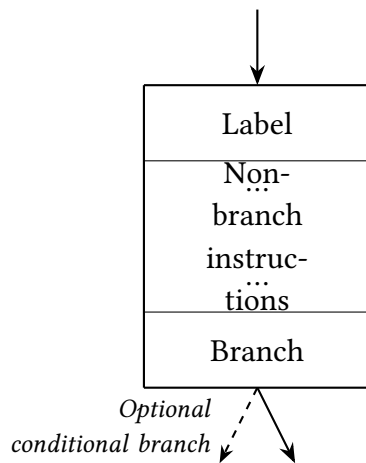 Label
Non-
...
branch
instruc-
...
tions
Branch
Optional
conditional branch